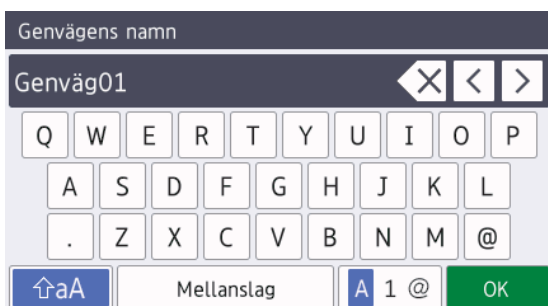 Genvägens namn
Genväg01
Q W E R T Y U I O P
A S D F G H J K L
. Z X C V B N M @
aA Mellanslag A 1 @ OK